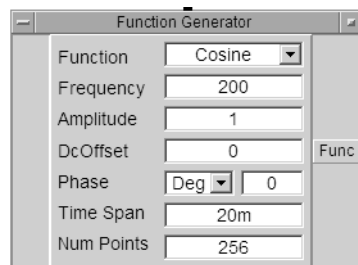 Function Generator
Function Cosine
Frequency 200
Amplitude 1
DcOffset 0
Func
Phase Deg 0
Time Span 20m
Num Points 256